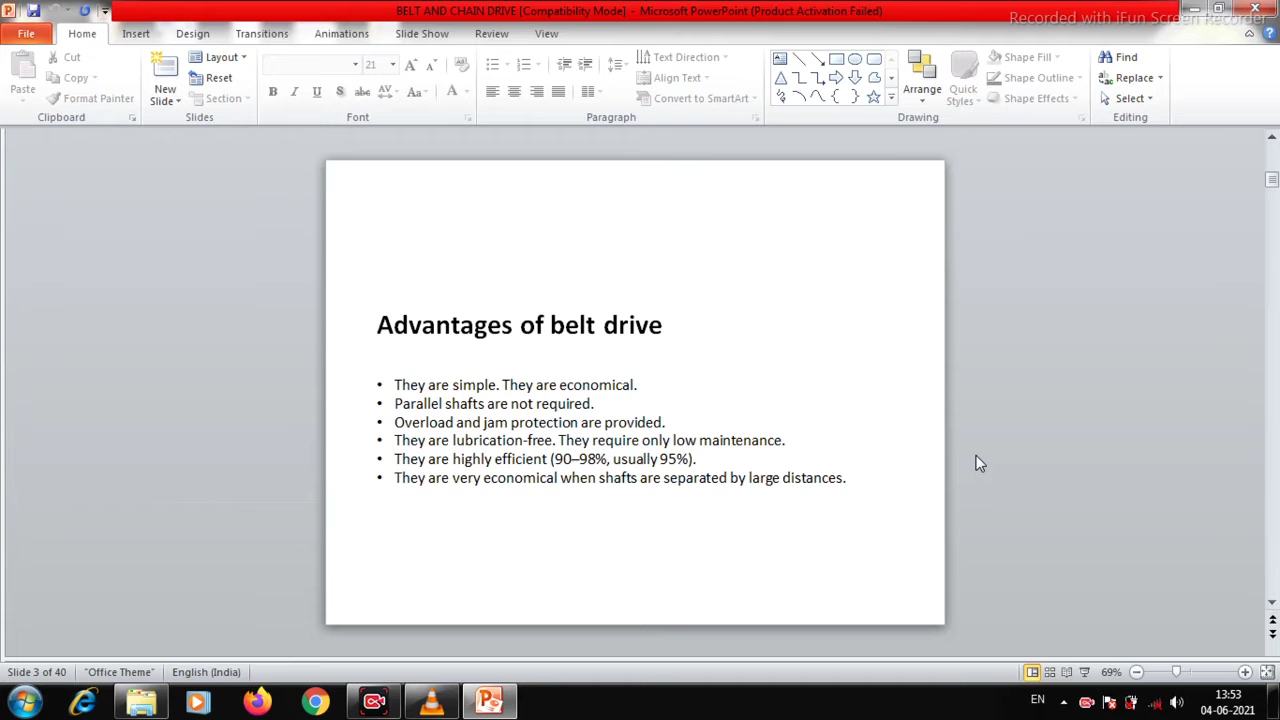 BELT AND CHAIN DRIVE [Compatibility Mode] - Microsoft PowerPoint (Product Activation Failed)
Recorded with iFun Screen Recorder
File Home Insert Design Transitions Animations Slide Show Review View
Cut Layout 21 Text Direction Shape Fill Find
Copy Reset Align Text Shape Outline Replace
Paste Format Painter New Slide Section Convert to SmartArt Arrange Quick Styles Shape Effects Select
Clipboard Slides Font Paragraph Drawing Editing
Advantages of belt drive
• They are simple. They are economical.
• Parallel shafts are not required.
• Overload and jam protection are provided.
• They are lubrication-free. They require only low maintenance.
• They are highly efficient (90–98%, usually 95%).
• They are very economical when shafts are separated by large distances.
Slide 3 of 40 "Office Theme" English (India) 69%
EN 13:53
04-06-2021